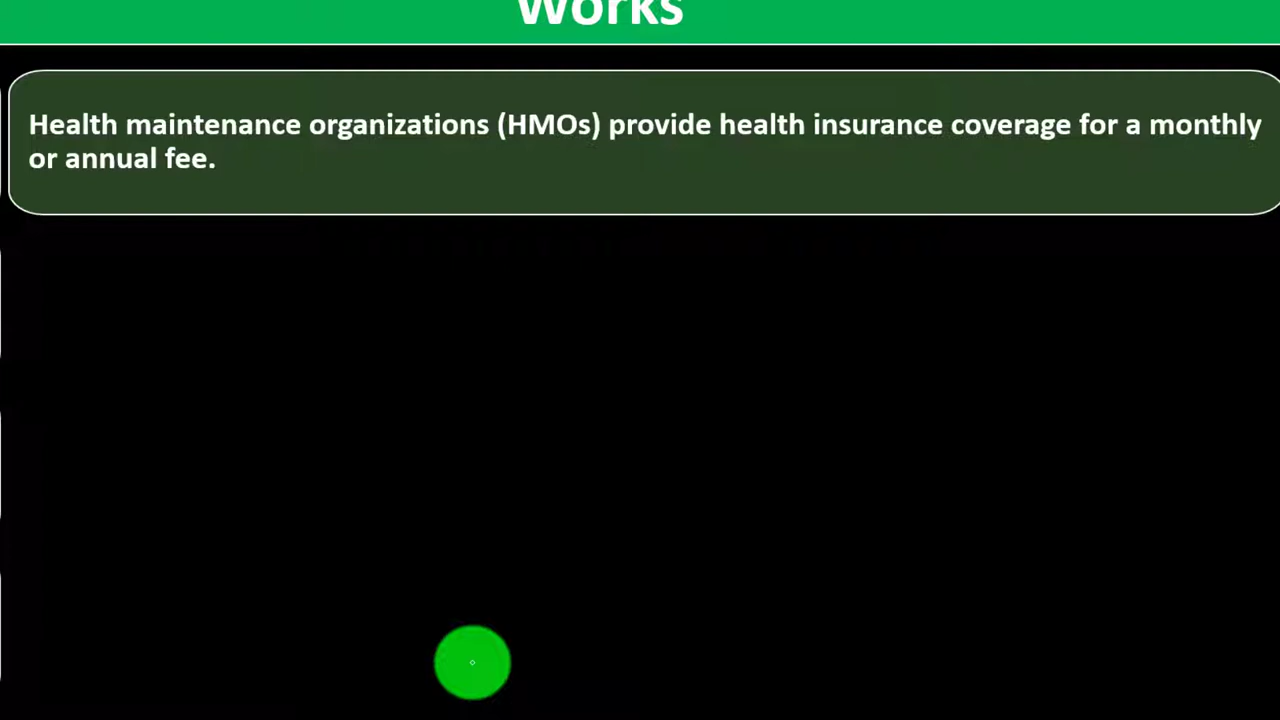 Works
Health maintenance organizations (HMOs) provide health insurance coverage for a monthly
or annual fee.